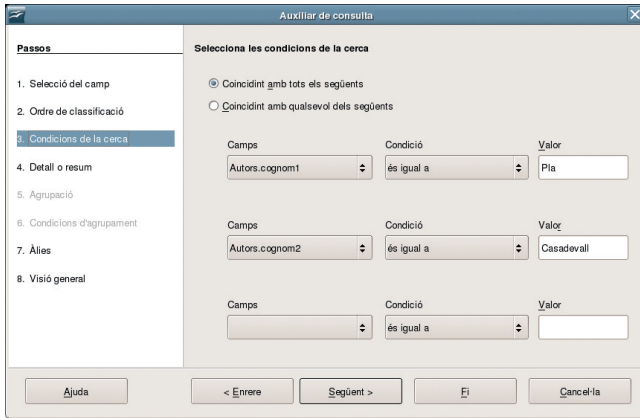 Auxiliar de consulta
Passos
1. Selecció del camp
2. Ordre de classificació
3. Condicions de la cerca
4. Detall o resum
5. Agrupació
6. Condicions d'agrupament
7. Àlies
8. Visió general
Selecciona les condicions de la cerca
Coincidint amb tots els següents
Coincidint amb qualsevol dels següents
Camps Condició Valor
Autors.cognom1 és igual a Pla
Camps Condició Valor
Autors.cognom2 és igual a Casadevall
Camps Condició Valor
és igual a
Ajuda < Enrere Següent > Fi Cancel·la